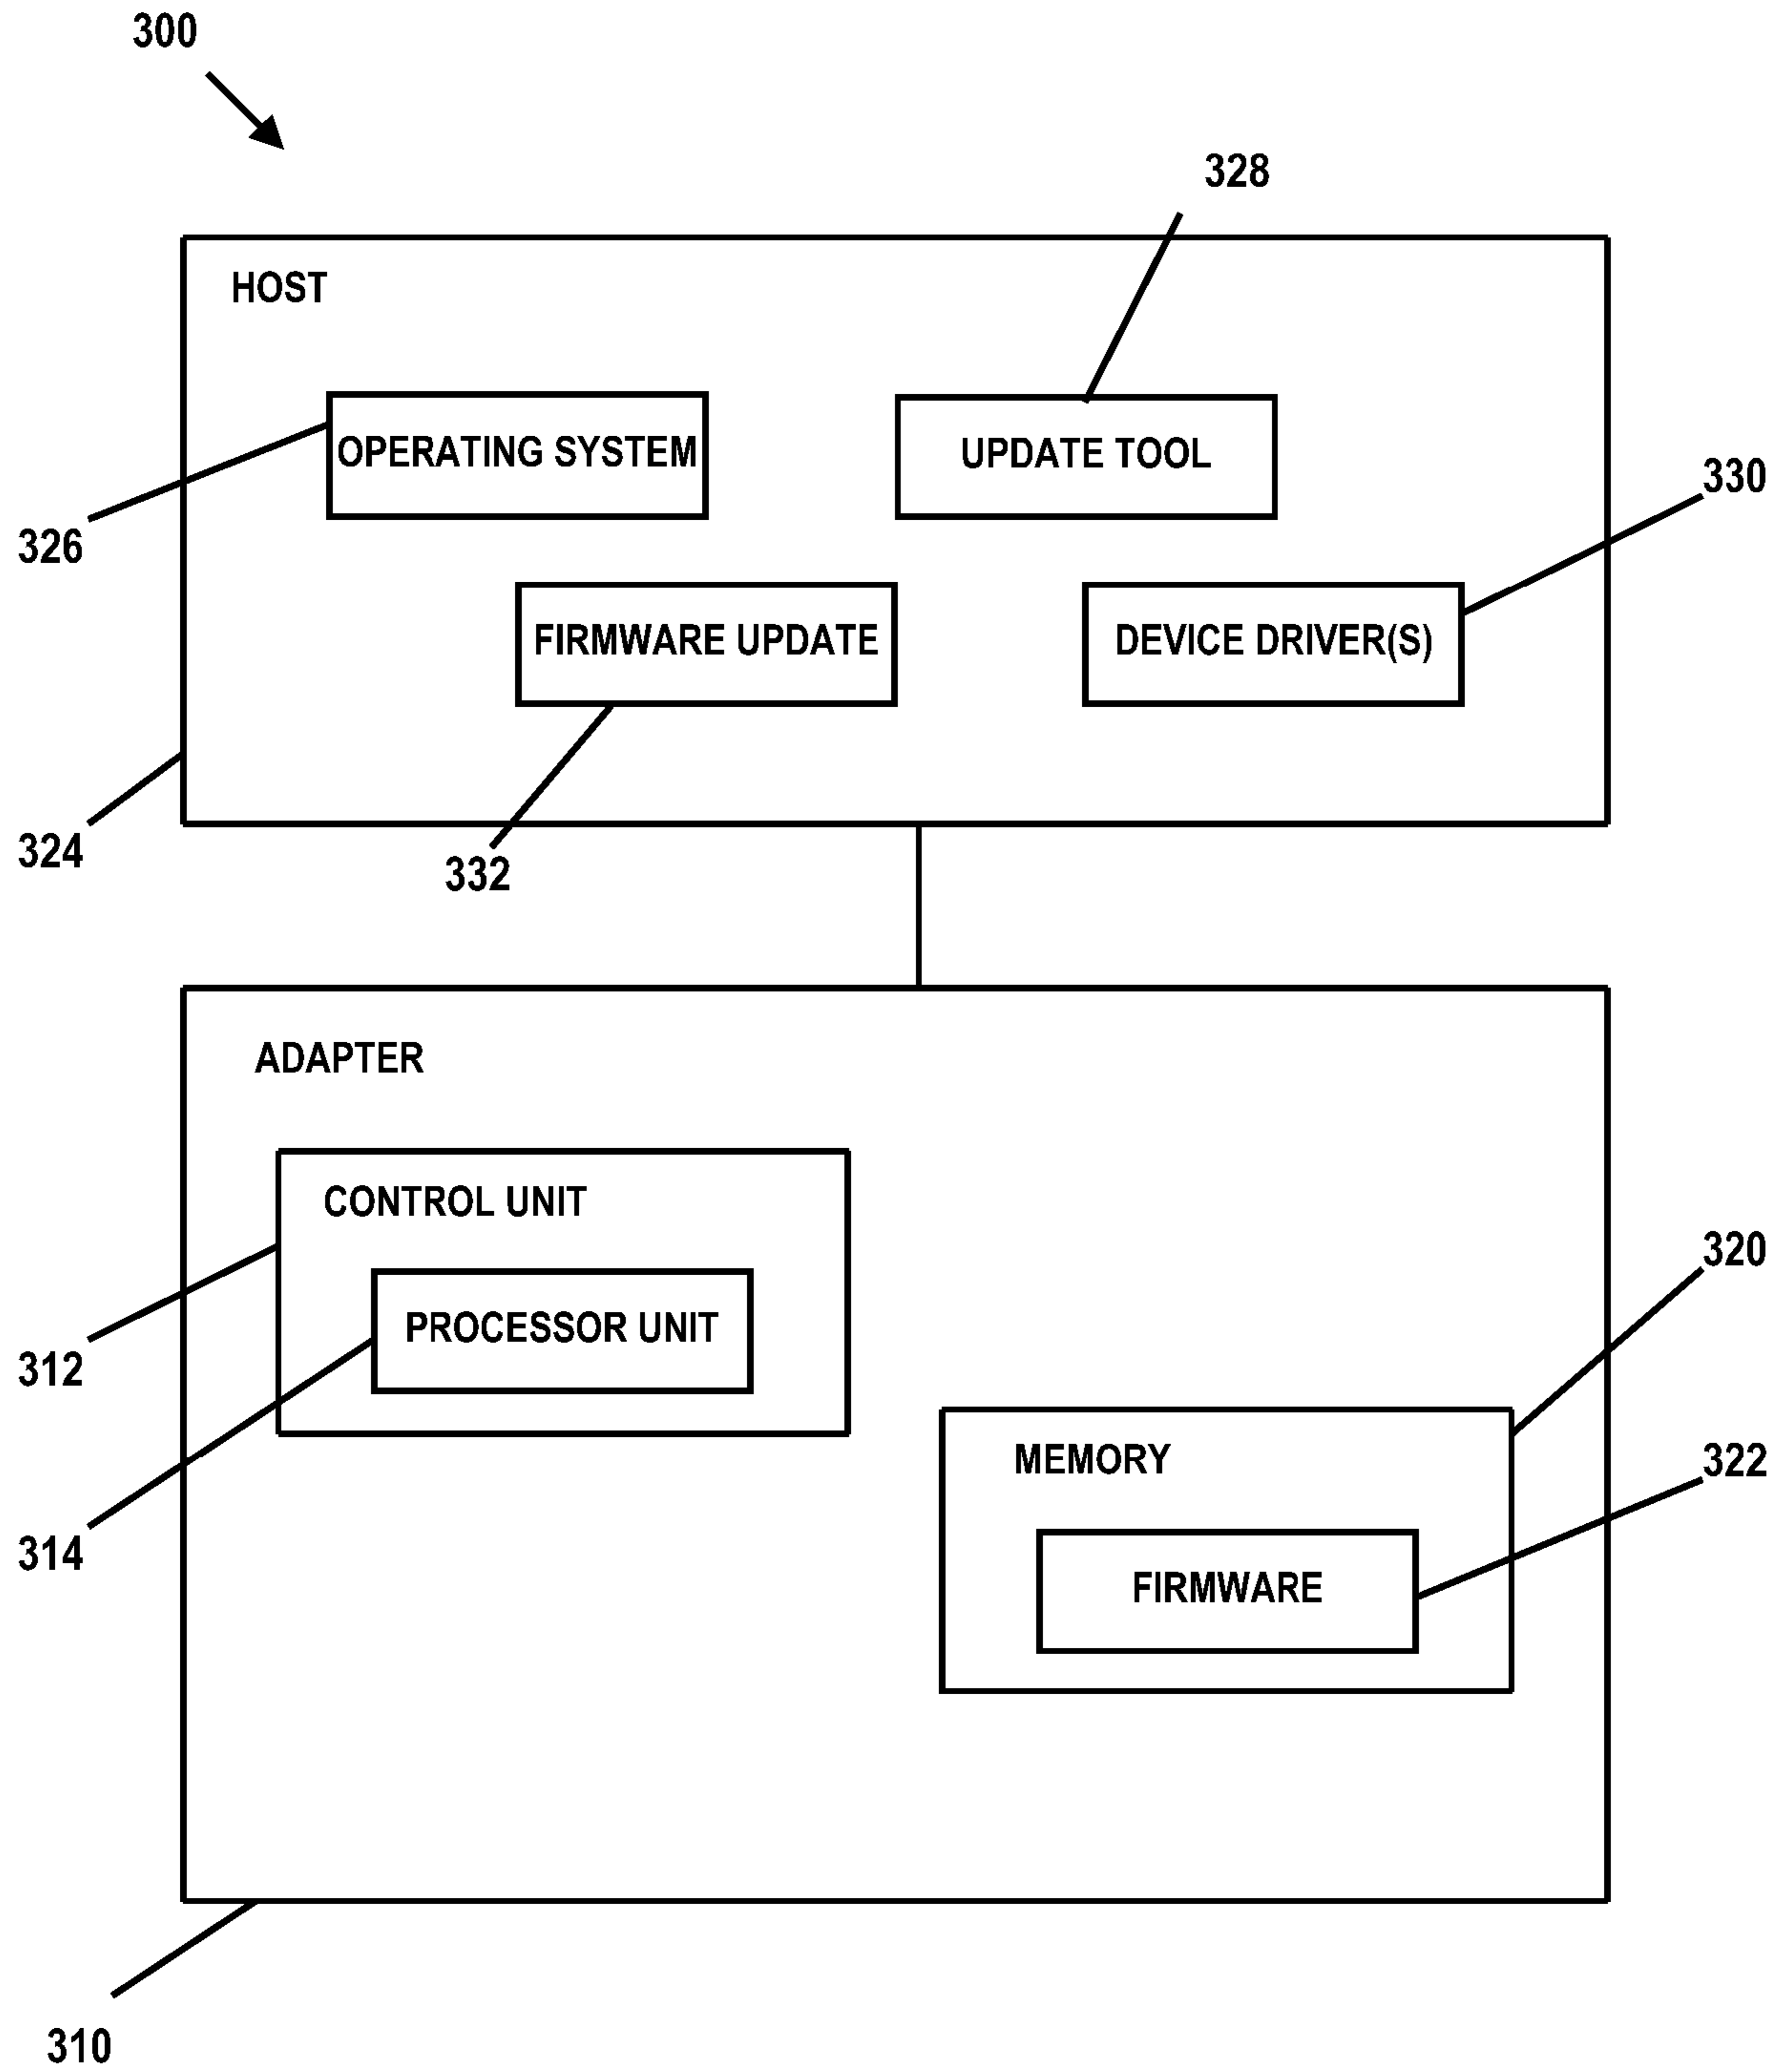 300
328
HOST
OPERATING SYSTEM
UPDATE TOOL
330
326
FIRMWARE UPDATE
DEVICE DRIVER(S)
324
332
ADAPTER
CONTROL UNIT
320
PROCESSOR UNIT
312
MEMORY
322
314
FIRMWARE
310